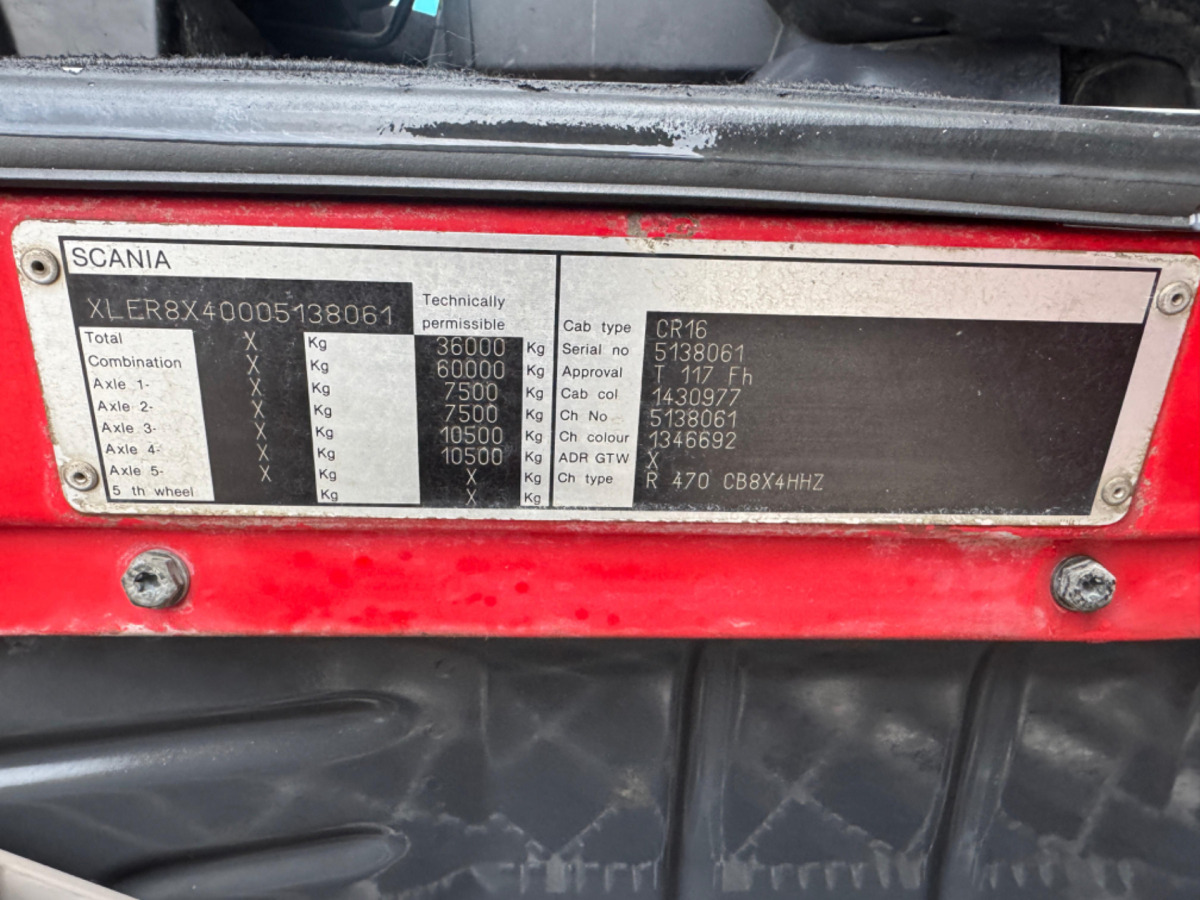 SCANIA
XLER8X40005138061
Technically
permissible
Total X Kg 36000 Kg
Combination X Kg 60000 Kg
Axle 1- X Kg 7500 Kg
Axle 2- X Kg 7500 Kg
Axle 3- X Kg 10500 Kg
Axle 4- X Kg 10500 Kg
Axle 5- X Kg X Kg
5 th wheel Kg X Kg
Cab type CR16
Serial no 5138061
Approval T 117 Fh
Cab col 1430977
Ch No 5138061
Ch colour 1346692
ADR GTW X
Ch type R 470 CB8X4HHZ